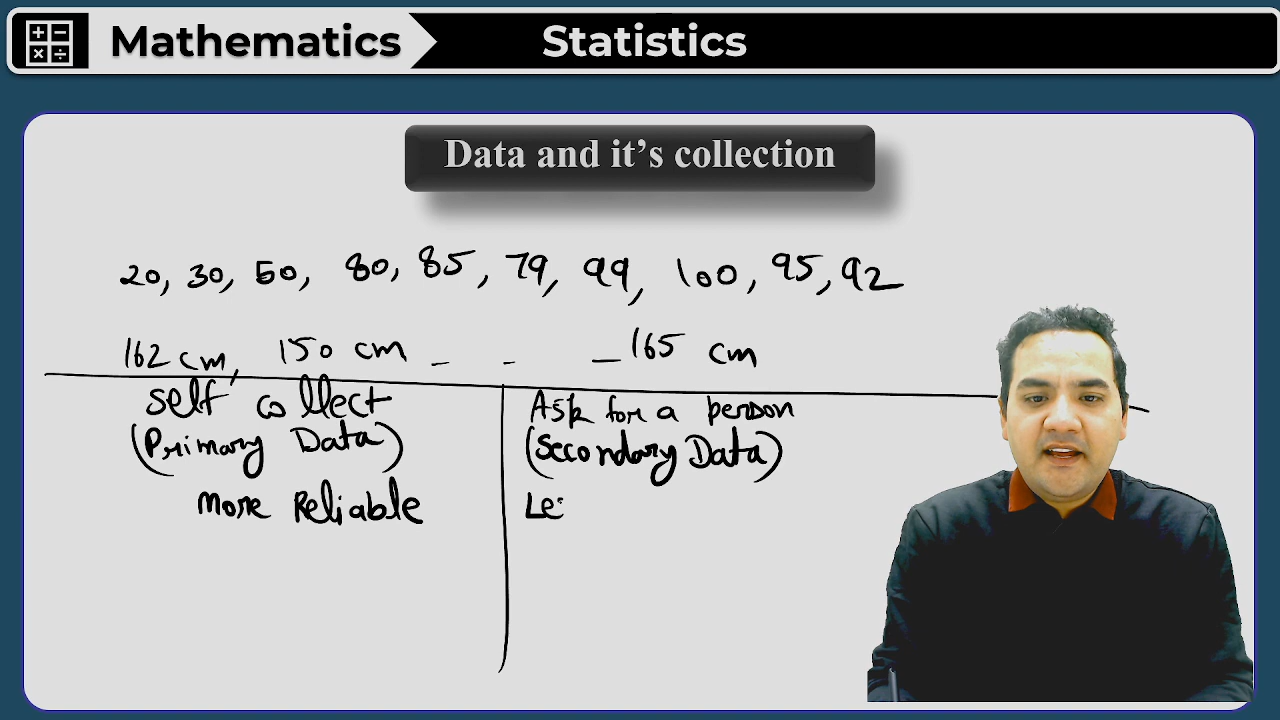 Mathematics
Statistics
Data and it's collection
20, 30, 50, 80, 85, 79, 99, 100, 95, 92
162 cm, 150 cm - - - 165 cm
self collect
(Primary Data)
More Reliable
Ask for a person
(Secondary Data)
Le